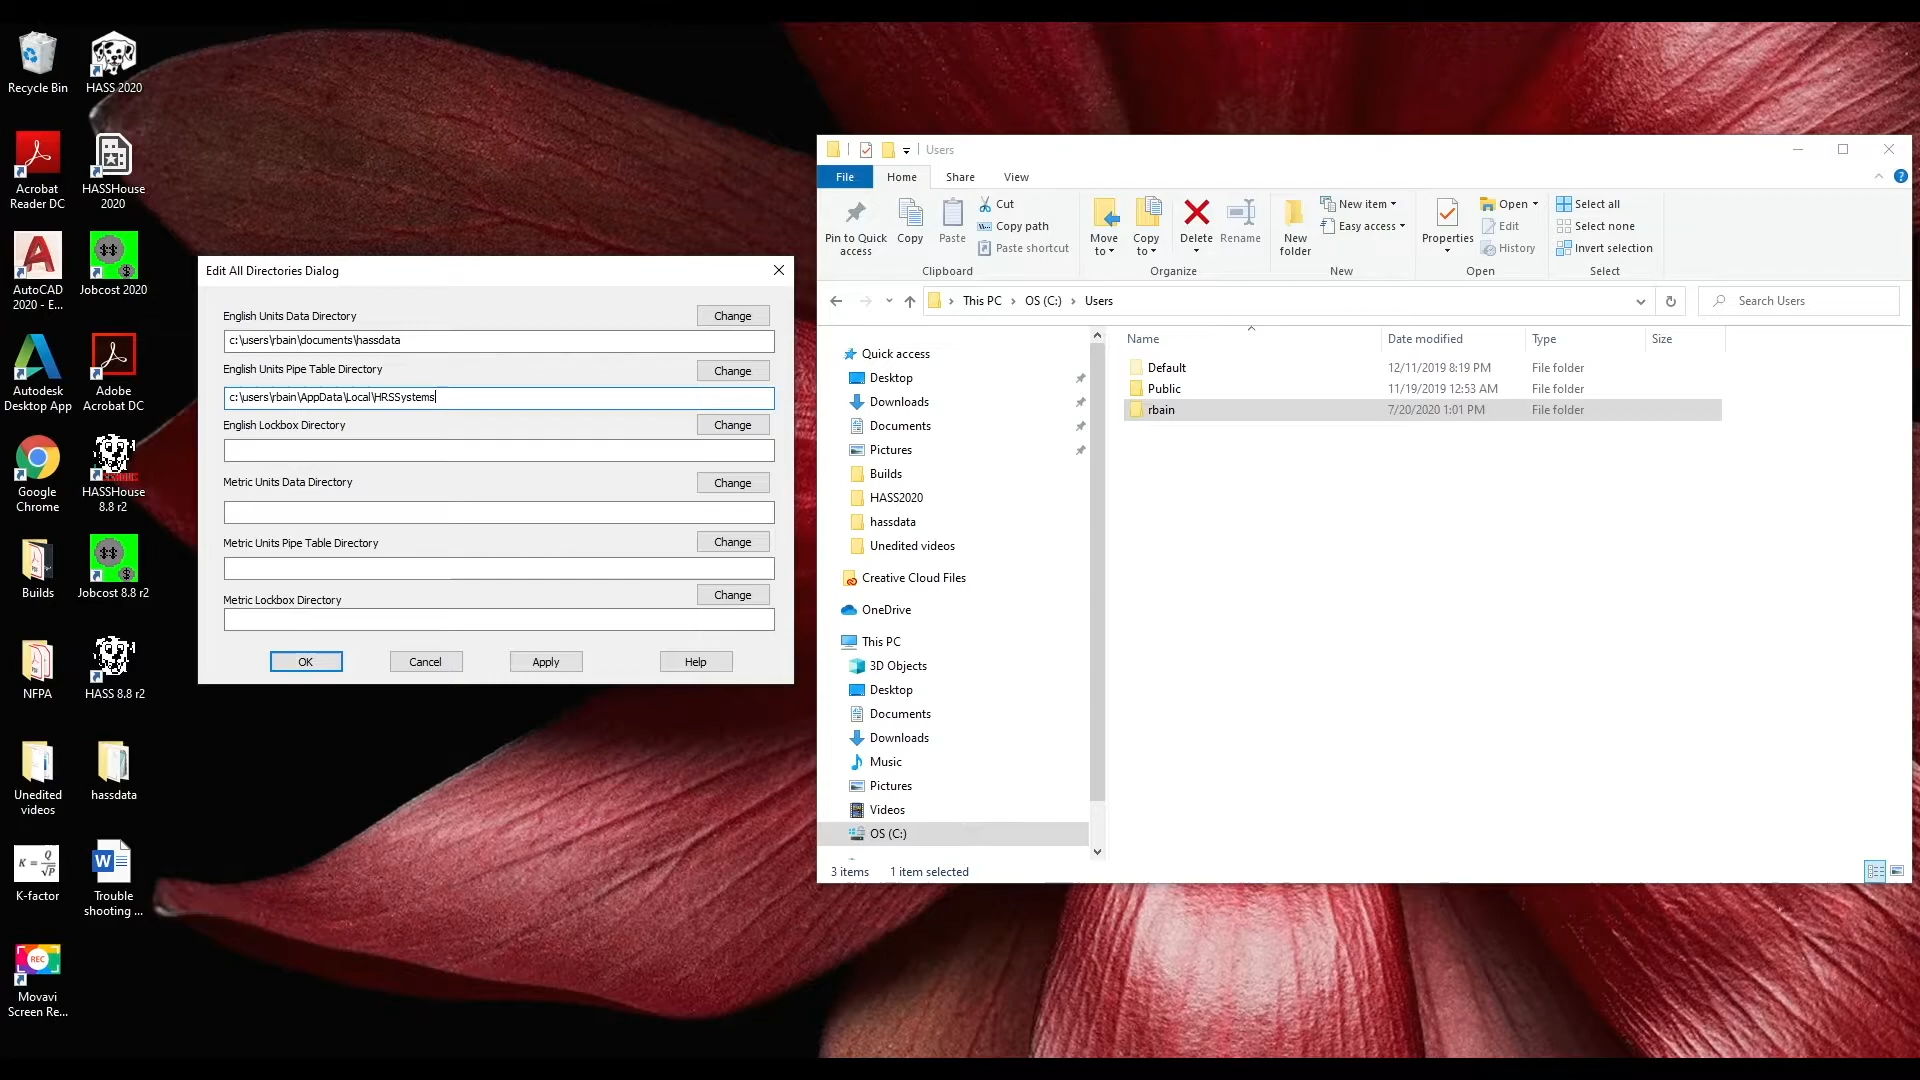 Recycle Bin
HASS 2020
Acrobat
Reader DC
HASSHouse
2020
AutoCAD
2020 - E...
Jobcost 2020
Autodesk
Desktop App
Adobe
Acrobat DC
Google
Chrome
HASSHouse
8.8 r2
Builds
Jobcost 8.8 r2
NFPA
HASS 8.8 r2
Unedited
videos
hassdata
K-factor
Trouble
shooting ...
REC
Movavi
Screen Re...
Edit All Directories Dialog
English Units Data Directory
Change
c:\users\rbain\documents\hassdata
English Units Pipe Table Directory
Change
c:\users\rbain\AppData\Local\HRSSystems
English Lockbox Directory
Change
Metric Units Data Directory
Change
Metric Units Pipe Table Directory
Change
Metric Lockbox Directory
Change
OK
Cancel
Apply
Help
Users
File
Home
Share
View
Pin to Quick
access
Copy
Paste
Cut
Copy path
Paste shortcut
Clipboard
Move
to
Copy
to
Delete
Rename
Organize
New
folder
New item
Easy access
New
Properties
Open
Edit
History
Open
Select all
Select none
Invert selection
Select
This PC > OS (C:) > Users
Search Users
Quick access
Desktop
Downloads
Documents
Pictures
Builds
HASS2020
hassdata
Unedited videos
Creative Cloud Files
OneDrive
This PC
3D Objects
Desktop
Documents
Downloads
Music
Pictures
Videos
OS (C:)
Name Date modified Type Size
Default 12/11/2019 8:19 PM File folder
Public 11/19/2019 12:53 AM File folder
rbain 7/20/2020 1:01 PM File folder
3 items 1 item selected